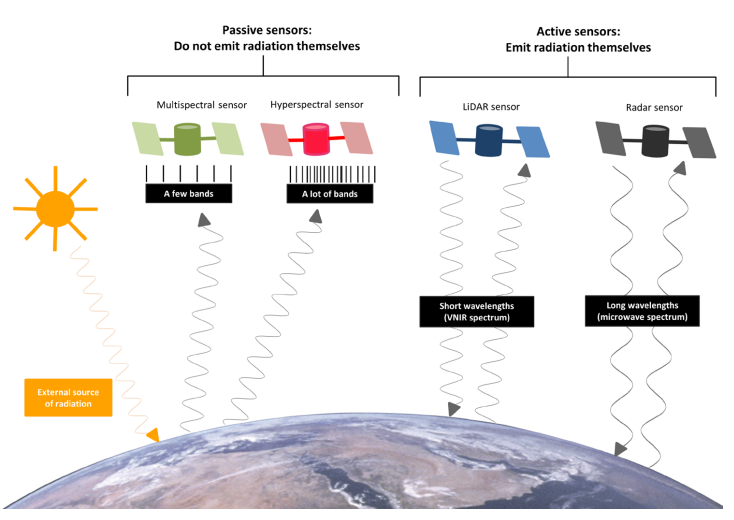 Passive sensors:
Do not emit radiation themselves
Active sensors:
Emit radiation themselves
Multispectral sensor
Hyperspectral sensor
LiDAR sensor
Radar sensor
A few bands
A lot of bands
Short wavelengths
(VNIR spectrum)
Long wavelengths
(microwave spectrum)
External source
of radiation